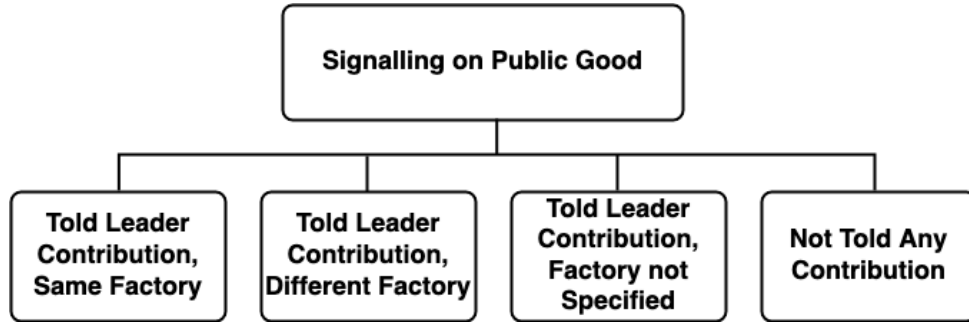 Signalling on Public Good
Told Leader
Contribution,
Same Factory
Told Leader
Contribution,
Different Factory
Told Leader
Contribution,
Factory not
Specified
Not Told Any
Contribution